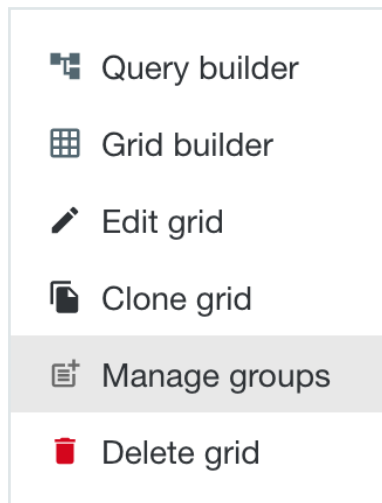 Query builder
Grid builder
Edit grid
Clone grid
Manage groups
Delete grid